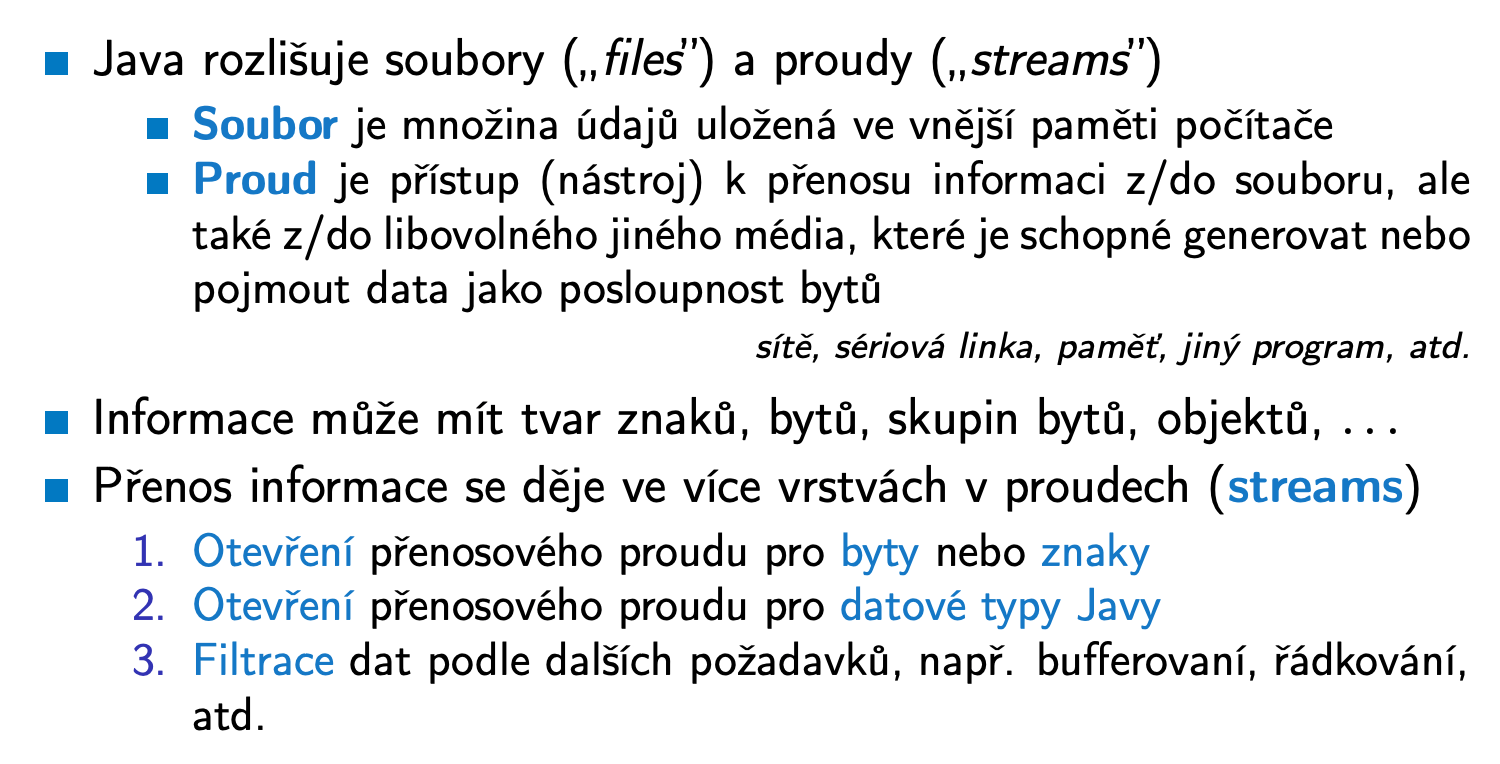 Java rozlišuje soubory („files”) a proudy („streams”)
Soubor je množina údajů uložená ve vnější paměti počítače
Proud je přístup (nástroj) k přenosu informaci z/do souboru, ale
také z/do libovolného jiného média, které je schopné generovat nebo
pojmout data jako posloupnost bytů
sítě, sériová linka, paměť, jiný program, atd.
Informace může mít tvar znaků, bytů, skupin bytů, objektů, ...
Přenos informace se děje ve více vrstvách v proudech (streams)
1. Otevření přenosového proudu pro byty nebo znaky
2. Otevření přenosového proudu pro datové typy Javy
3. Filtrace dat podle dalších požadavků, např. bufferovaní, řádkování,
atd.